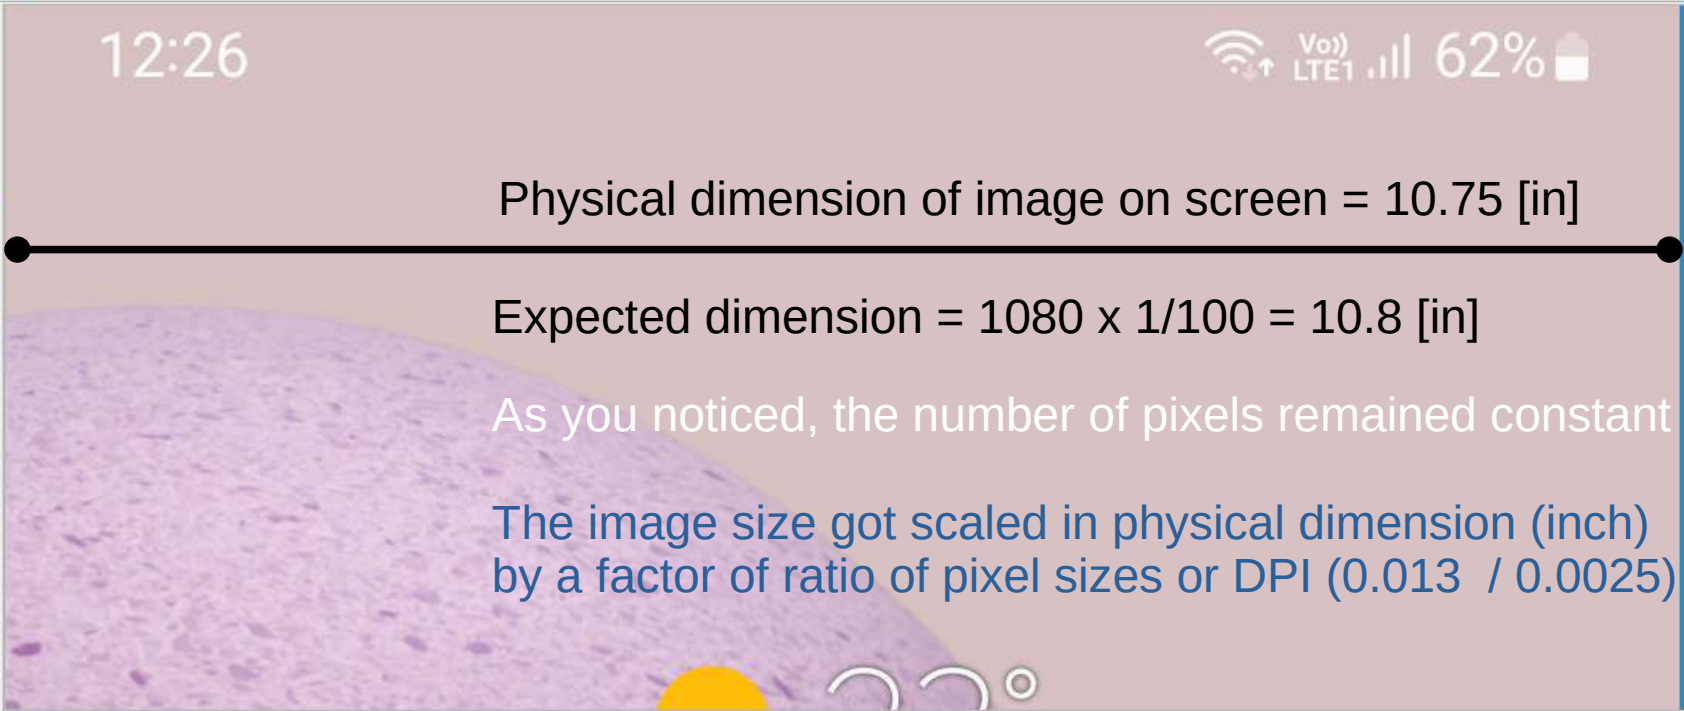 12:26 Vo)) LTE1 62%
Physical dimension of image on screen = 10.75 [in]
Expected dimension = 1080 x 1/100 = 10.8 [in]
As you noticed, the number of pixels remained constant
The image size got scaled in physical dimension (inch)
by a factor of ratio of pixel sizes or DPI (0.013 / 0.0025)